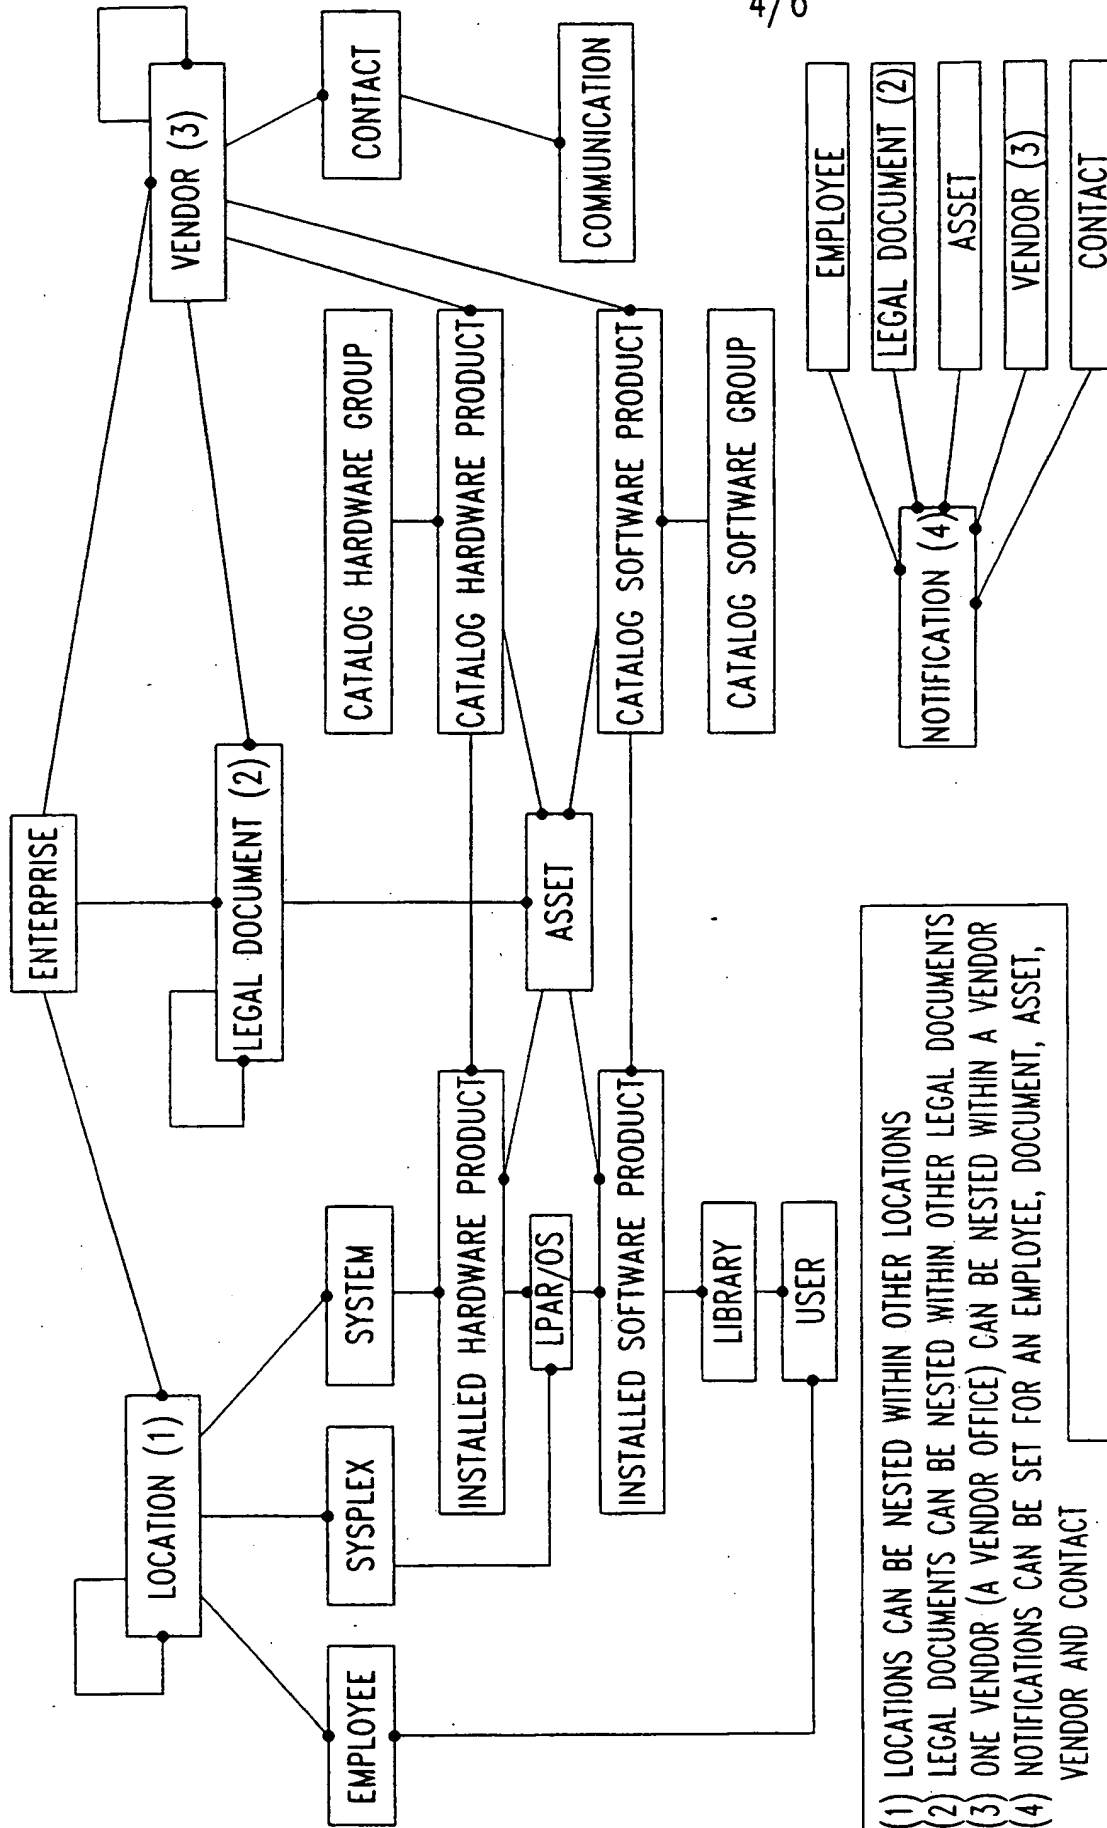 4/6
ENTERPRISE
LOCATION (1)
LEGAL DOCUMENT (2)
VENDOR (3)
EMPLOYEE
SYSPLEX
SYSTEM
CATALOG HARDWARE GROUP
CONTACT
INSTALLED HARDWARE PRODUCT
CATALOG HARDWARE PRODUCT
LPAR/OS
ASSET
COMMUNICATION
INSTALLED SOFTWARE PRODUCT
CATALOG SOFTWARE PRODUCT
LIBRARY
CATALOG SOFTWARE GROUP
USER
NOTIFICATION (4)
EMPLOYEE
LEGAL DOCUMENT (2)
ASSET
VENDOR (3)
CONTACT
(1) LOCATIONS CAN BE NESTED WITHIN OTHER LOCATIONS
(2) LEGAL DOCUMENTS CAN BE NESTED WITHIN OTHER LEGAL DOCUMENTS
(3) ONE VENDOR (A VENDOR OFFICE) CAN BE NESTED WITHIN A VENDOR
(4) NOTIFICATIONS CAN BE SET FOR AN EMPLOYEE, DOCUMENT, ASSET,
VENDOR AND CONTACT